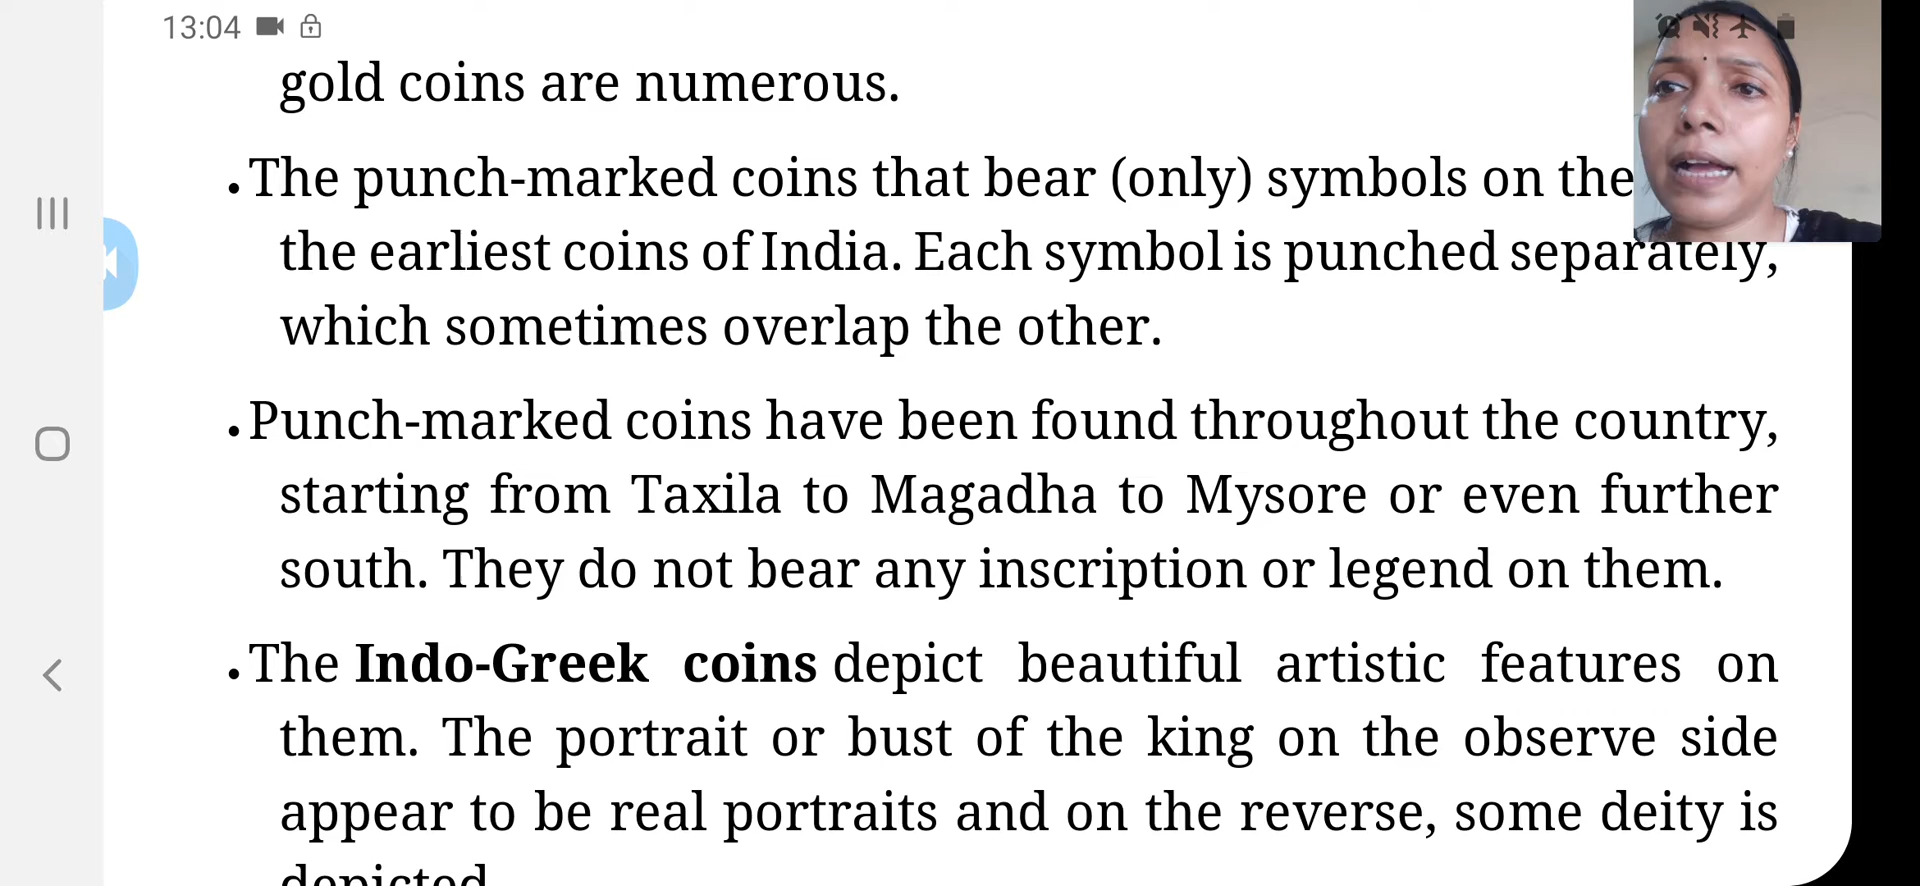 13:04
gold coins are numerous.
• The punch-marked coins that bear (only) symbols on the
the earliest coins of India. Each symbol is punched separately,
which sometimes overlap the other.
• Punch-marked coins have been found throughout the country,
starting from Taxila to Magadha to Mysore or even further
south. They do not bear any inscription or legend on them.
• The Indo-Greek coins depict beautiful artistic features on
them. The portrait or bust of the king on the observe side
appear to be real portraits and on the reverse, some deity is
depicted